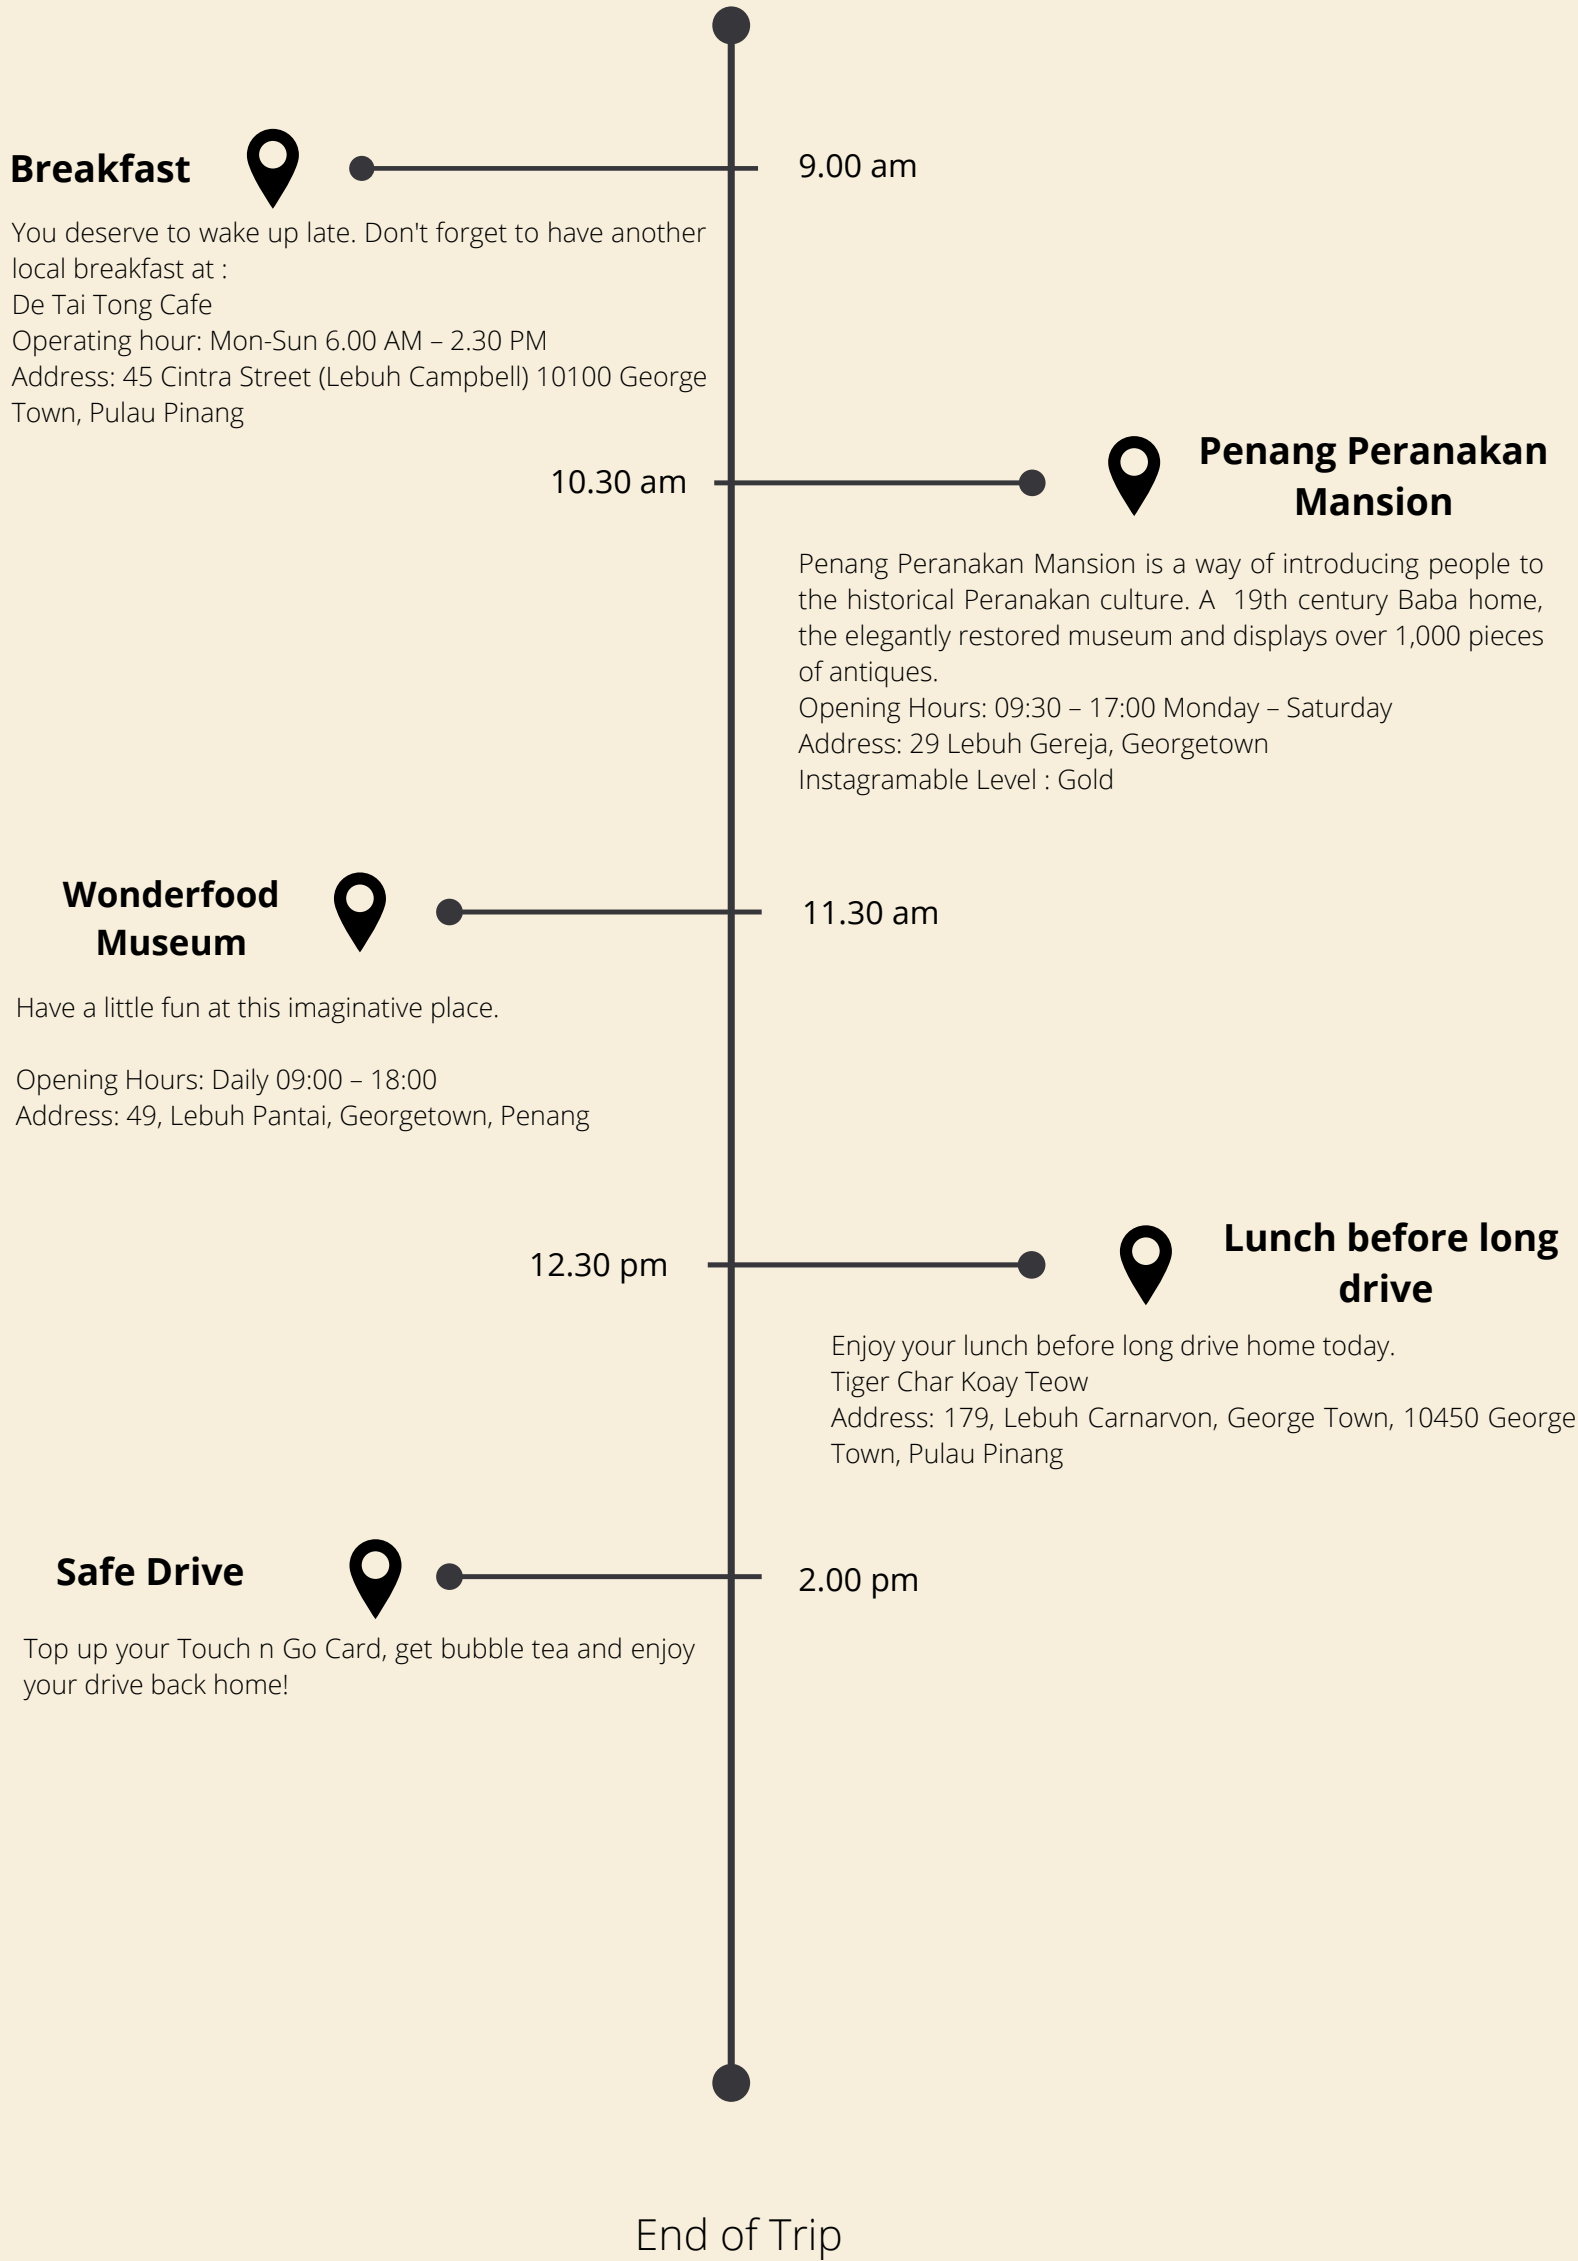 Breakfast
9.00 am
You deserve to wake up late. Don't forget to have another
local breakfast at :
De Tai Tong Cafe
Operating hour: Mon-Sun 6.00 AM – 2.30 PM
Address: 45 Cintra Street (Lebuh Campbell) 10100 George
Town, Pulau Pinang
10.30 am
Penang Peranakan
Mansion
Penang Peranakan Mansion is a way of introducing people to
the historical Peranakan culture. A 19th century Baba home,
the elegantly restored museum and displays over 1,000 pieces
of antiques.
Opening Hours: 09:30 – 17:00 Monday – Saturday
Address: 29 Lebuh Gereja, Georgetown
Instagramable Level : Gold
Wonderfood
Museum
11.30 am
Have a little fun at this imaginative place.
Opening Hours: Daily 09:00 – 18:00
Address: 49, Lebuh Pantai, Georgetown, Penang
12.30 pm
Lunch before long
drive
Enjoy your lunch before long drive home today.
Tiger Char Koay Teow
Address: 179, Lebuh Carnarvon, George Town, 10450 George
Town, Pulau Pinang
Safe Drive
2.00 pm
Top up your Touch n Go Card, get bubble tea and enjoy
your drive back home!
End of Trip